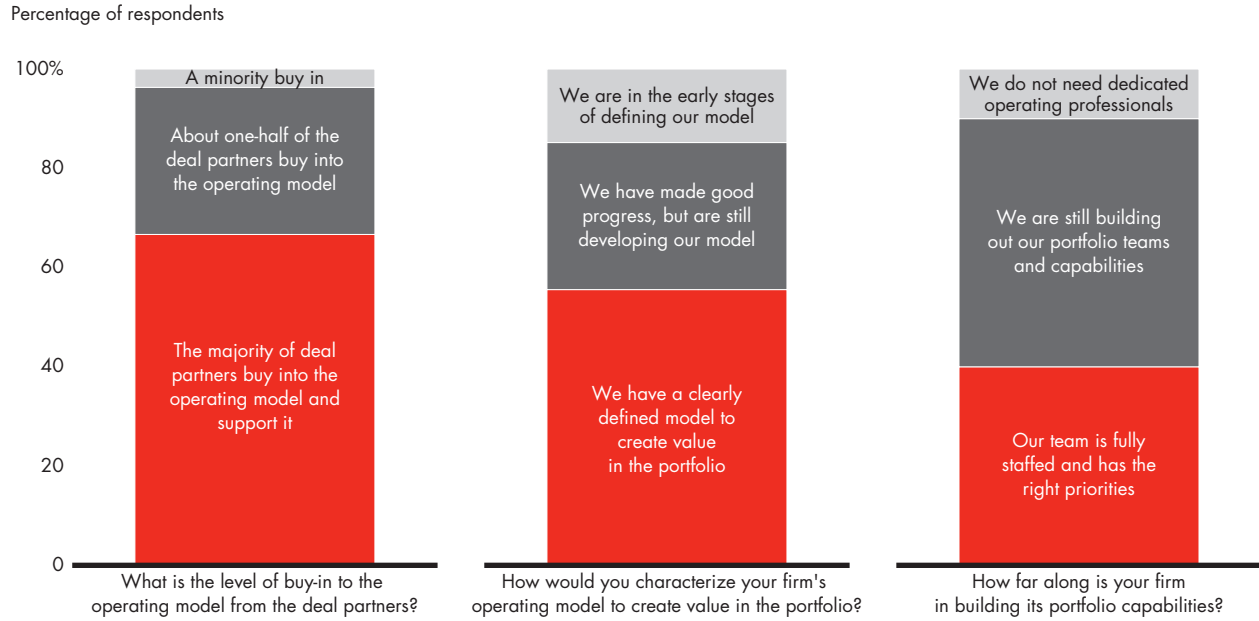 Percentage of respondents
100%
80
60
40
20
0
A minority buy in
About one-half of the
deal partners buy into
the operating model
The majority of deal
partners buy into the
operating model and
support it
What is the level of buy-in to the
operating model from the deal partners?
We are in the early stages
of defining our model
We have made good
progress, but are still
developing our model
We have a clearly
defined model to
create value
in the portfolio
How would you characterize your firm's
operating model to create value in the portfolio?
We do not need dedicated
operating professionals
We are still building
out our portfolio teams
and capabilities
Our team is fully
staffed and has the
right priorities
How far along is your firm
in building its portfolio capabilities?